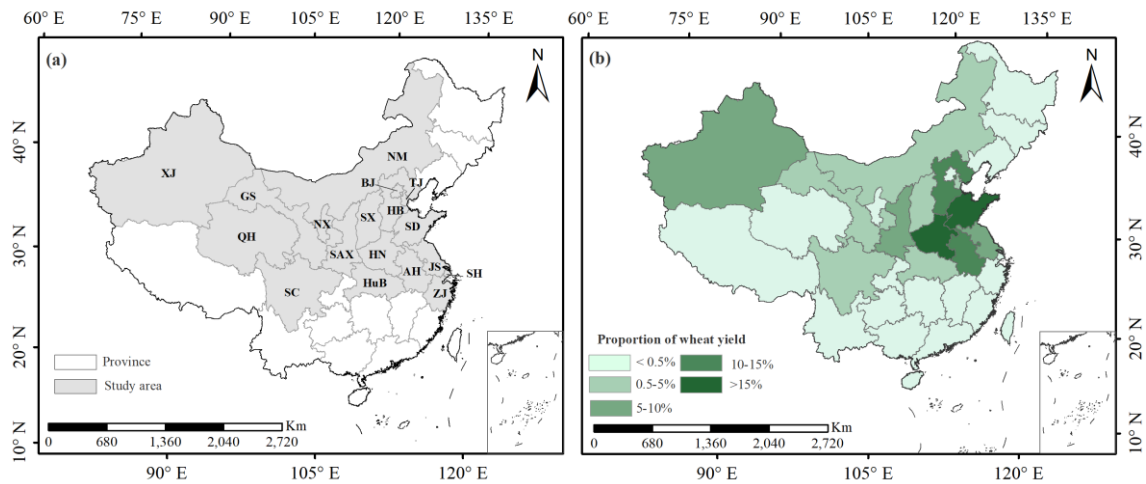 60° E 75° E 90° E 105° E 120° E 135° E
(a)
N
40° N
30° N
20° N
10° N
XJ
NM
BJ
TJ
GS
HB
NX
SX
SD
QH
SAX
HN
JS
SH
AH
SC
HuB
ZJ
Province
Study area
Km
0 680 1,360 2,040 2,720
90° E 105° E 120° E
60° E 75° E 90° E 105° E 120° E 135° E
(b)
N
40° N
30° N
20° N
10° N
Proportion of wheat yield
< 0.5% 10-15%
0.5-5% >15%
5-10%
Km
0 680 1,360 2,040 2,720
90° E 105° E 120° E